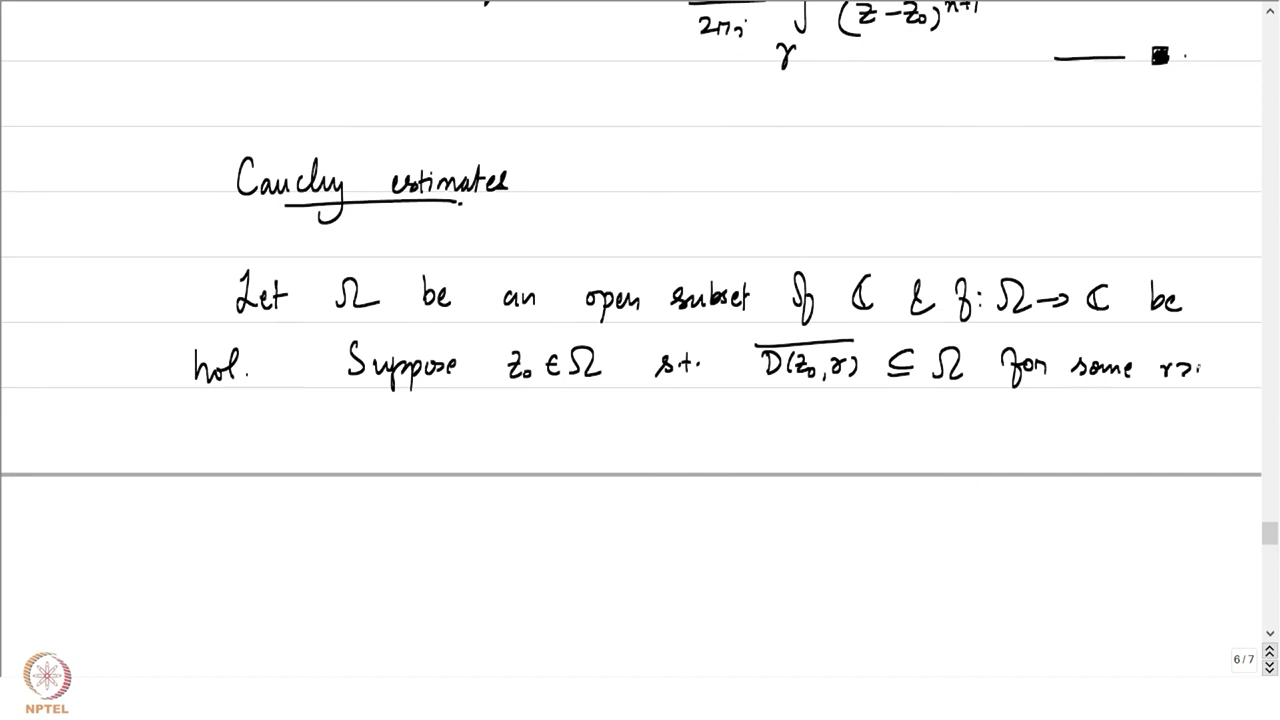 2πi ∫ (z-z₀)ⁿ⁺¹
γ
Cauchy estimates
Let Ω be an open subset of ℂ & f: Ω → ℂ be
hol. Suppose z₀ ∈ Ω s.t. \overline{D(z₀, r)} ⊆ Ω for some r>
6 / 7
NPTEL